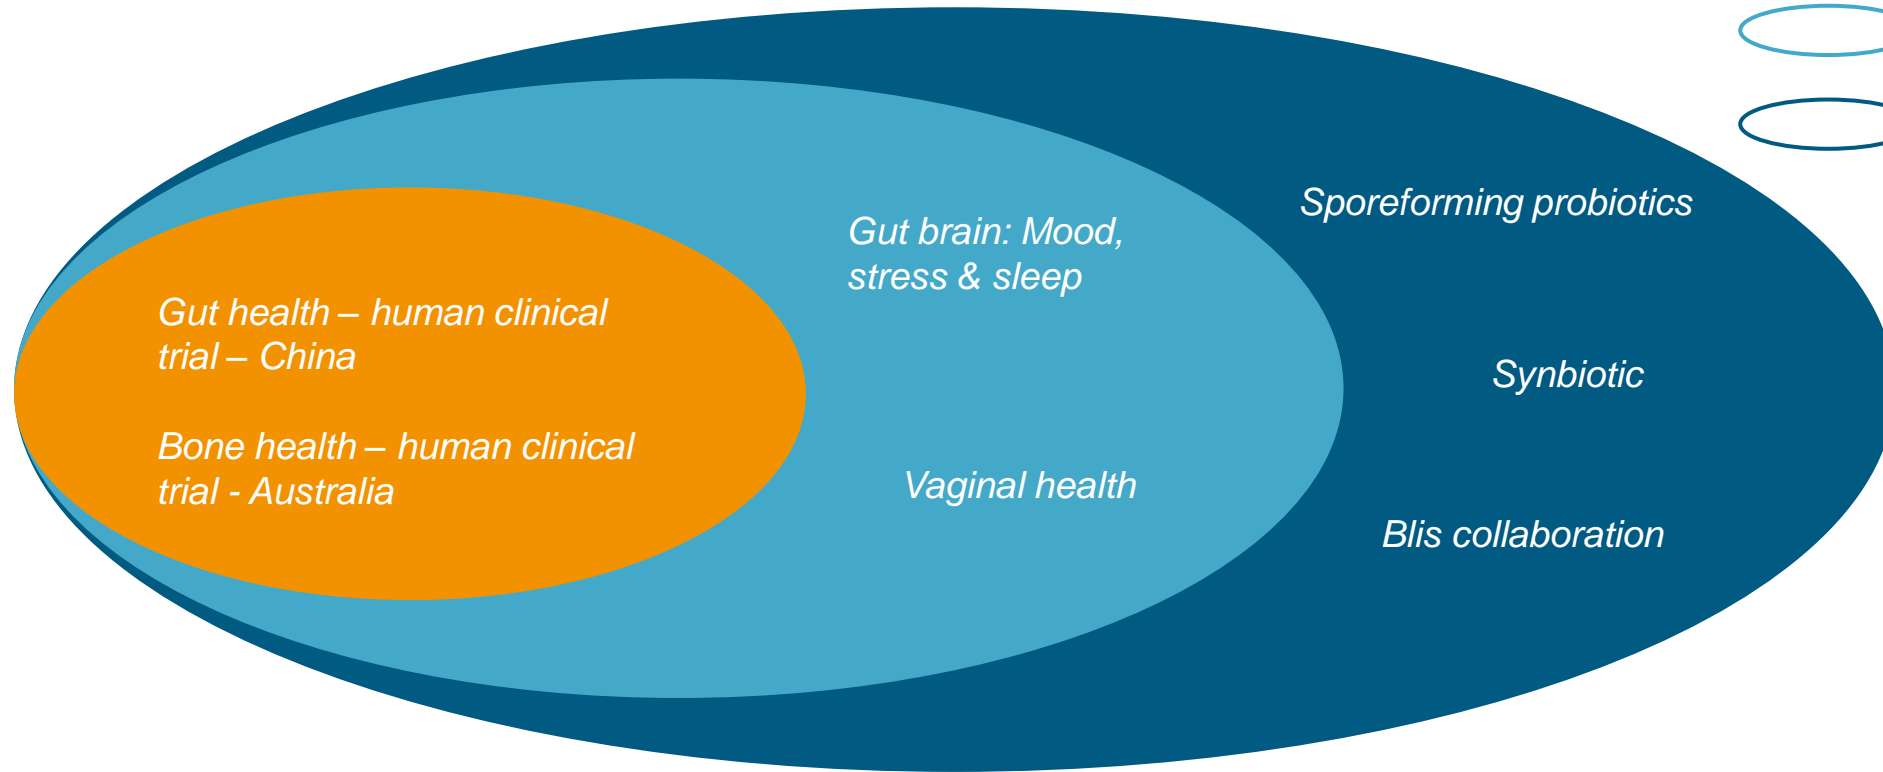 Gut health – human clinical
trial – China
Bone health – human clinical
trial - Australia
Gut brain: Mood,
stress & sleep
Vaginal health
Sporeforming probiotics
Synbiotic
Blis collaboration